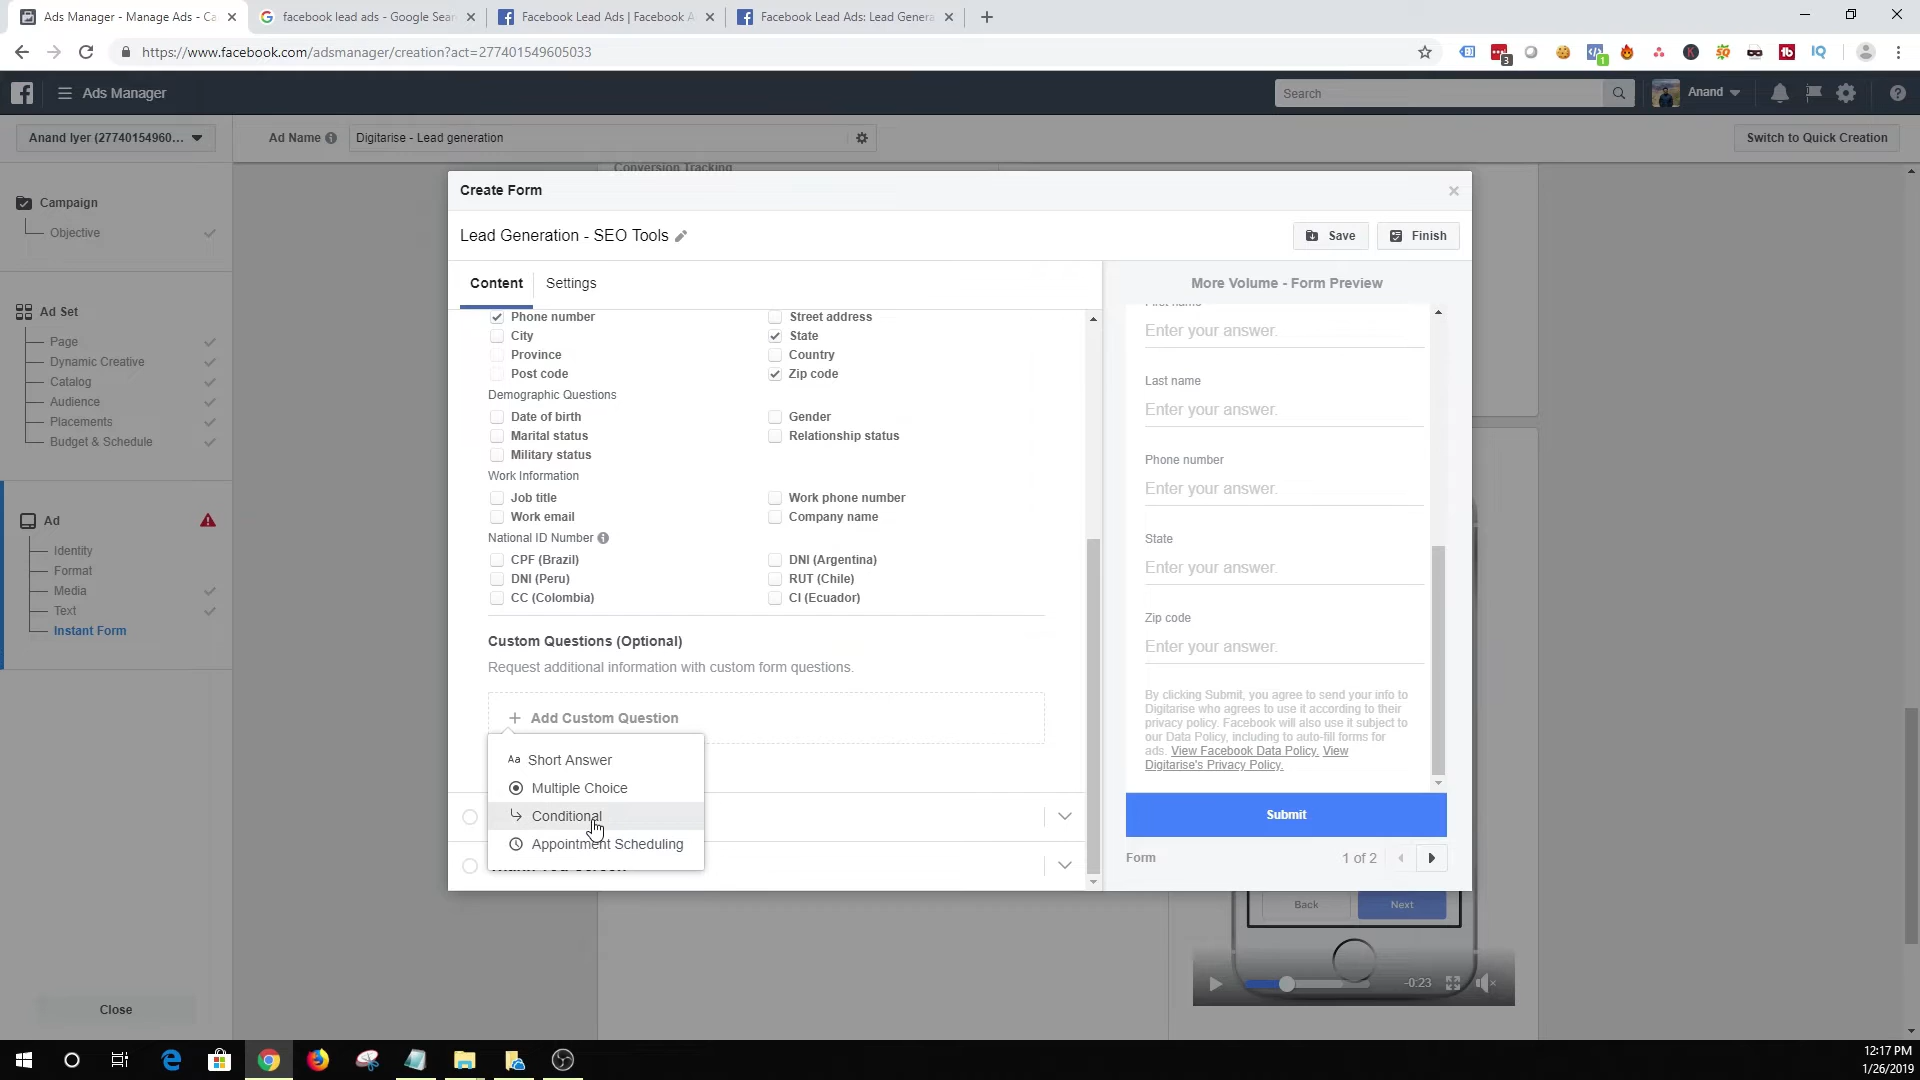 Ads Manager - Manage Ads - Ca
facebook lead ads - Google Sear
Facebook Lead Ads | Facebook A
Facebook Lead Ads: Lead Genera
https://www.facebook.com/adsmanager/creation?act=277401549605033
3
1
IQ
Ads Manager
Search
Anand
Anand Iyer (27740154960...
Ad Name
Digitarise - Lead generation
Switch to Quick Creation
Campaign
Objective
Ad Set
Page
Dynamic Creative
Catalog
Audience
Placements
Budget & Schedule
Ad
Identity
Format
Media
Text
Instant Form
Close
Conversion Tracking
Create Form
Lead Generation - SEO Tools
Save
Finish
Content
Settings
Phone number
Street address
City
State
Province
Country
Post code
Zip code
Demographic Questions
Date of birth
Gender
Marital status
Relationship status
Military status
Work Information
Job title
Work phone number
Work email
Company name
National ID Number
CPF (Brazil)
DNI (Argentina)
DNI (Peru)
RUT (Chile)
CC (Colombia)
CI (Ecuador)
Custom Questions (Optional)
Request additional information with custom form questions.
+ Add Custom Question
Aa Short Answer
Multiple Choice
Conditional
Appointment Scheduling
More Volume - Form Preview
First name
Enter your answer.
Last name
Enter your answer.
Phone number
Enter your answer.
State
Enter your answer.
Zip code
Enter your answer.
By clicking Submit, you agree to send your info to
Digitarise who agrees to use it according to their
privacy policy. Facebook will also use it subject to
our Data Policy, including to auto-fill forms for
ads. View Facebook Data Policy. View
Digitarise's Privacy Policy.
Submit
Form
1 of 2
Back
Next
-0:23
12:17 PM
1/26/2019